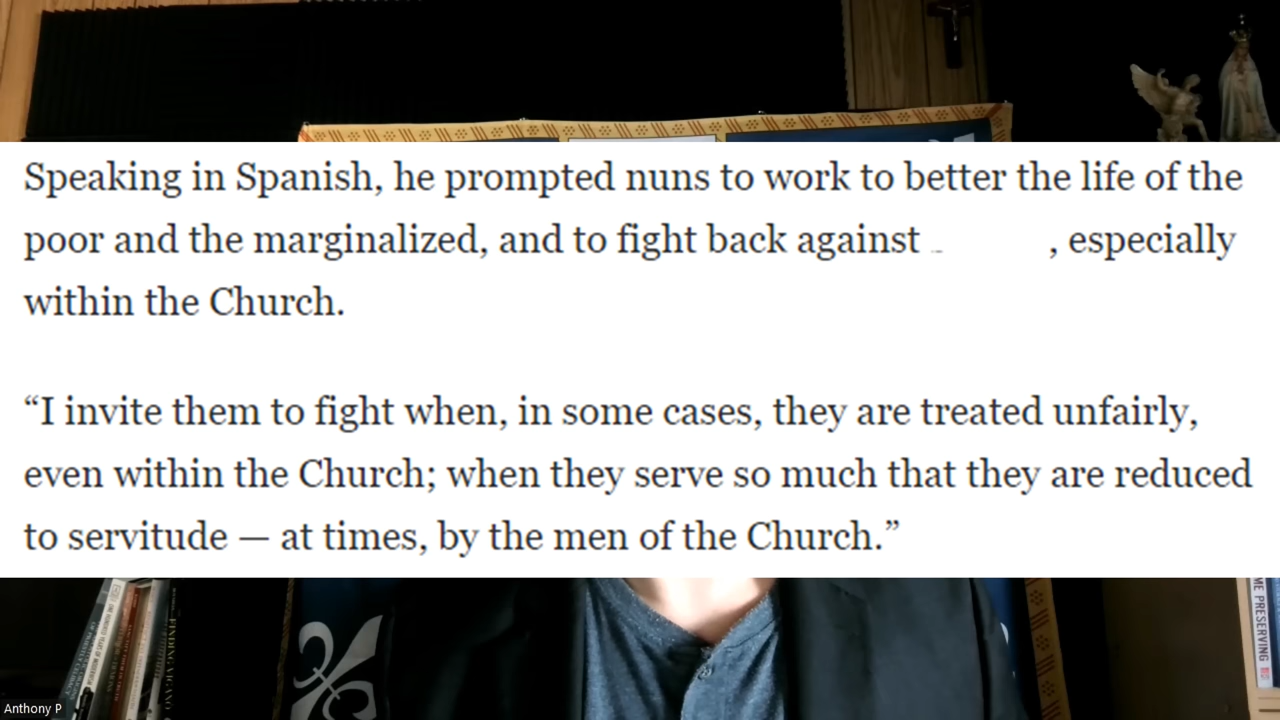 Speaking in Spanish, he prompted nuns to work to better the life of the
poor and the marginalized, and to fight back against , especially
within the Church.
“I invite them to fight when, in some cases, they are treated unfairly,
even within the Church; when they serve so much that they are reduced
to servitude — at times, by the men of the Church.”
ME PRESERVING
Anthony P